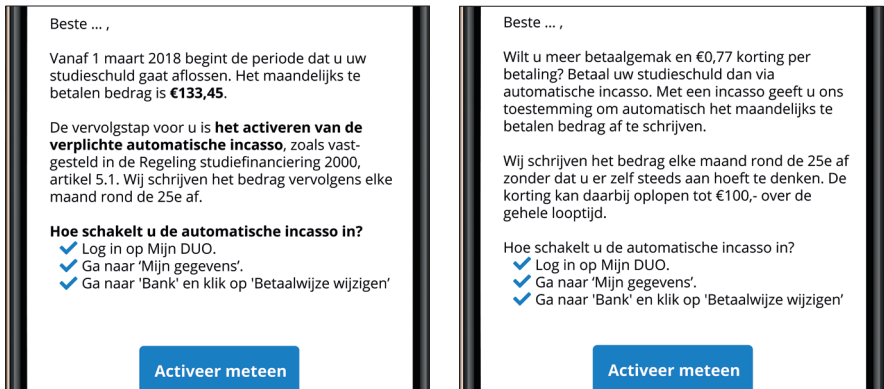 Beste ... ,
Vanaf 1 maart 2018 begint de periode dat u uw
studieschuld gaat aflossen. Het maandelijks te
betalen bedrag is €133,45.
De vervolgstap voor u is het activeren van de
verplichte automatische incasso, zoals vast-
gesteld in de Regeling studiefinanciering 2000,
artikel 5.1. Wij schrijven het bedrag vervolgens elke
maand rond de 25e af.
Hoe schakelt u de automatische incasso in?
Log in op Mijn DUO.
Ga naar ‘Mijn gegevens’.
Ga naar 'Bank' en klik op 'Betaalwijze wijzigen’
Activeer meteen
Beste ... ,
Wilt u meer betaalgemak en €0,77 korting per
betaling? Betaal uw studieschuld dan via
automatische incasso. Met een incasso geeft u ons
toestemming om automatisch het maandelijks te
betalen bedrag af te schrijven.
Wij schrijven het bedrag elke maand rond de 25e af
zonder dat u er zelf steeds aan hoeft te denken. De
korting kan daarbij oplopen tot €100,- over de
gehele looptijd.
Hoe schakelt u de automatische incasso in?
Log in op Mijn DUO.
Ga naar ‘Mijn gegevens’.
Ga naar 'Bank' en klik op 'Betaalwijze wijzigen’
Activeer meteen